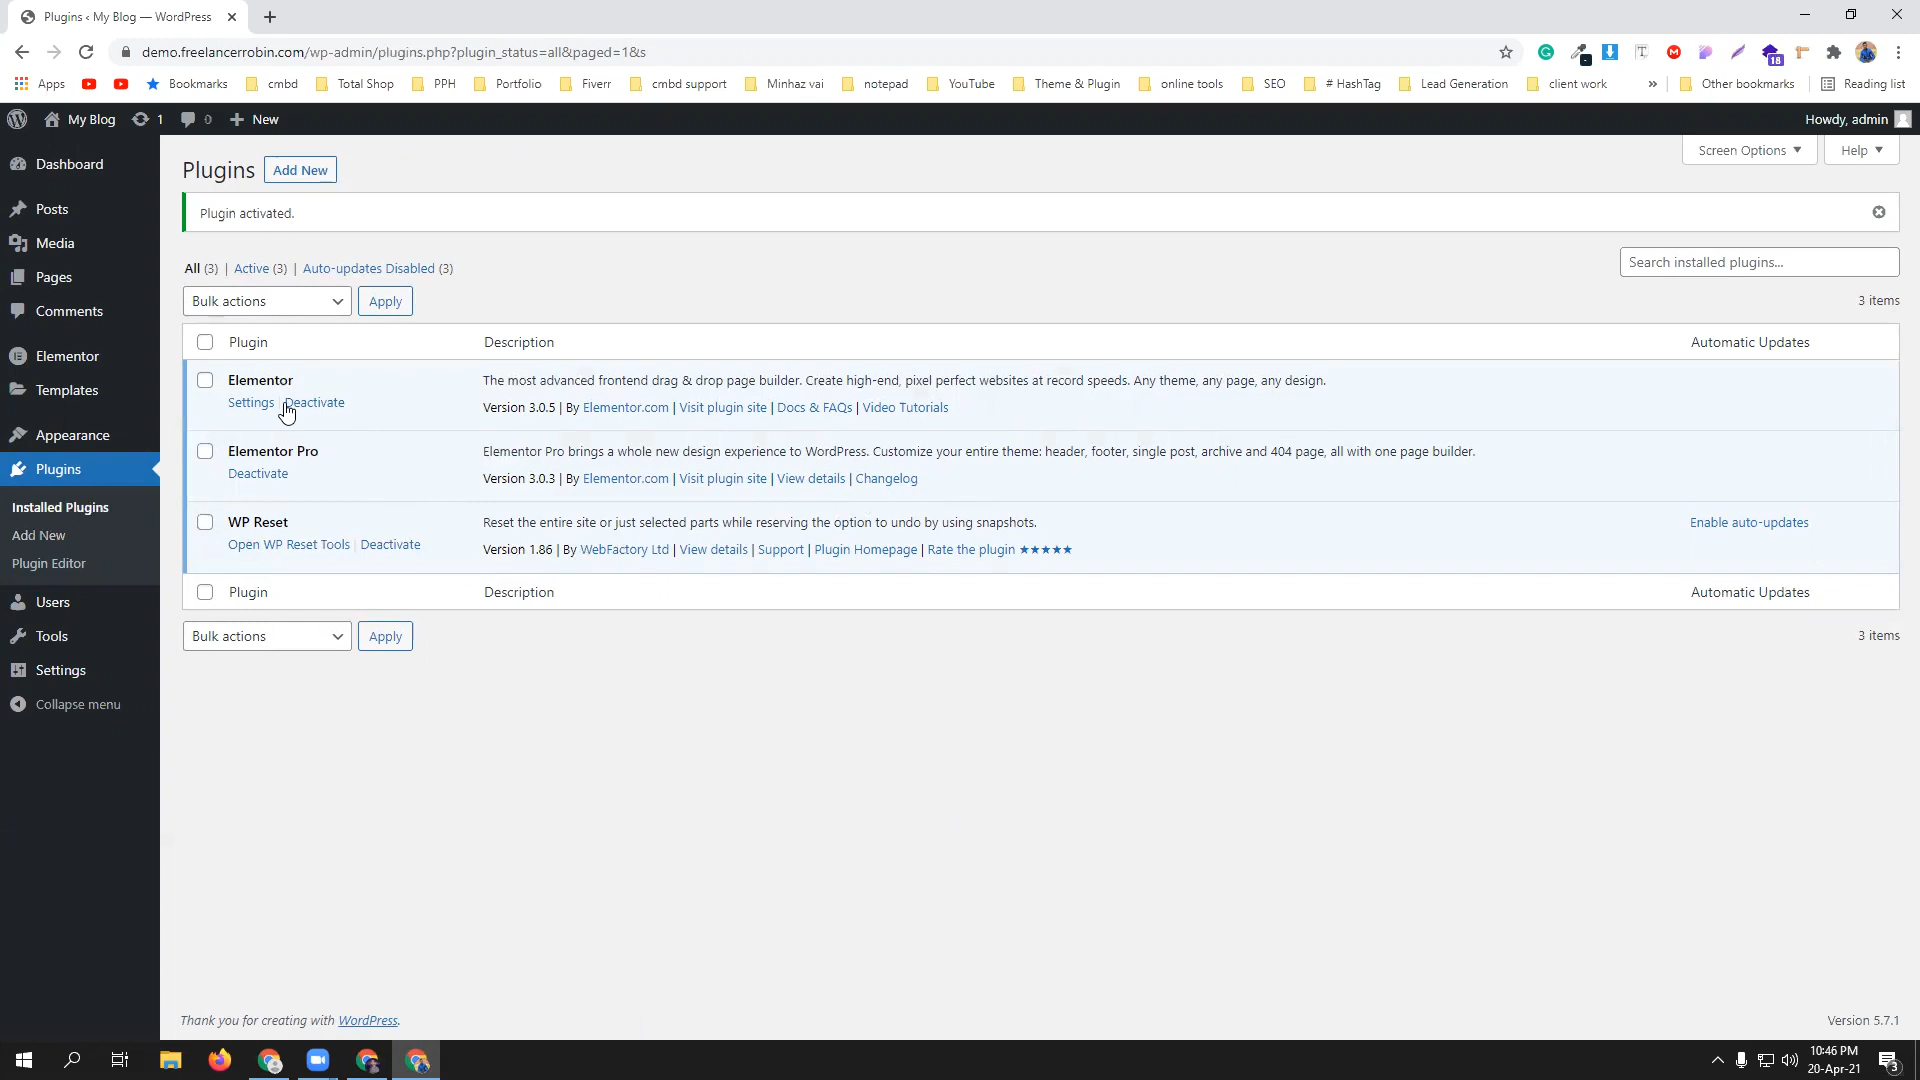 Plugins ‹ My Blog — WordPress
demo.freelancerrobin.com/wp-admin/plugins.php?plugin_status=all&paged=1&s
18
Apps Bookmarks cmbd Total Shop PPH Portfolio Fiverr cmbd support Minhaz vai notepad YouTube Theme & Plugin online tools SEO # HashTag Lead Generation client work » Other bookmarks Reading list
My Blog 1 0 New Howdy, admin
Dashboard
Posts
Media
Pages
Comments
Elementor
Templates
Appearance
Plugins
Installed Plugins
Add New
Plugin Editor
Users
Tools
Settings
Collapse menu
Screen Options Help
Plugins Add New
Plugin activated.
All (3) | Active (3) | Auto-updates Disabled (3)
Search installed plugins...
Bulk actions Apply 3 items
Plugin Description Automatic Updates
Elementor The most advanced frontend drag & drop page builder. Create high-end, pixel perfect websites at record speeds. Any theme, any page, any design.
Settings | Deactivate Version 3.0.5 | By Elementor.com | Visit plugin site | Docs & FAQs | Video Tutorials
Elementor Pro Elementor Pro brings a whole new design experience to WordPress. Customize your entire theme: header, footer, single post, archive and 404 page, all with one page builder.
Deactivate Version 3.0.3 | By Elementor.com | Visit plugin site | View details | Changelog
WP Reset Reset the entire site or just selected parts while reserving the option to undo by using snapshots. Enable auto-updates
Open WP Reset Tools | Deactivate Version 1.86 | By WebFactory Ltd | View details | Support | Plugin Homepage | Rate the plugin ★★★★★
Plugin Description Automatic Updates
Bulk actions Apply 3 items
Thank you for creating with WordPress. Version 5.7.1
10:46 PM
20-Apr-21
3